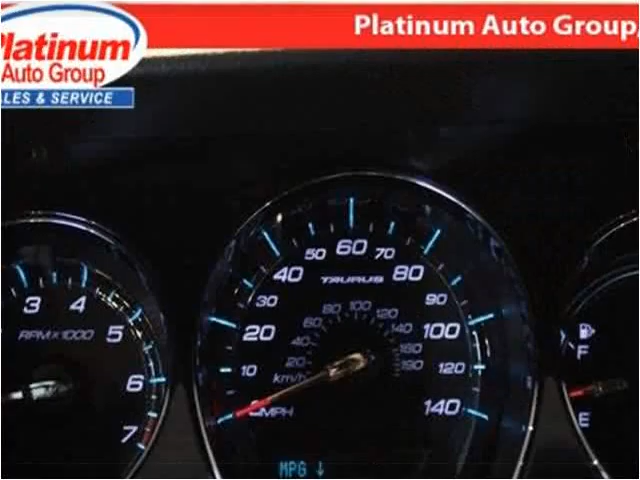 Platinum Auto Group,
Platinum
Auto Group
SALES & SERVICE
3 4 5 6 7
RPM X 1000
10 20 30 40 50 60 70 80 90 100 120 140
TAURUS
20 40 60 80 100 120 140 160 190
km/h
MPH
MPG ↓
F
E